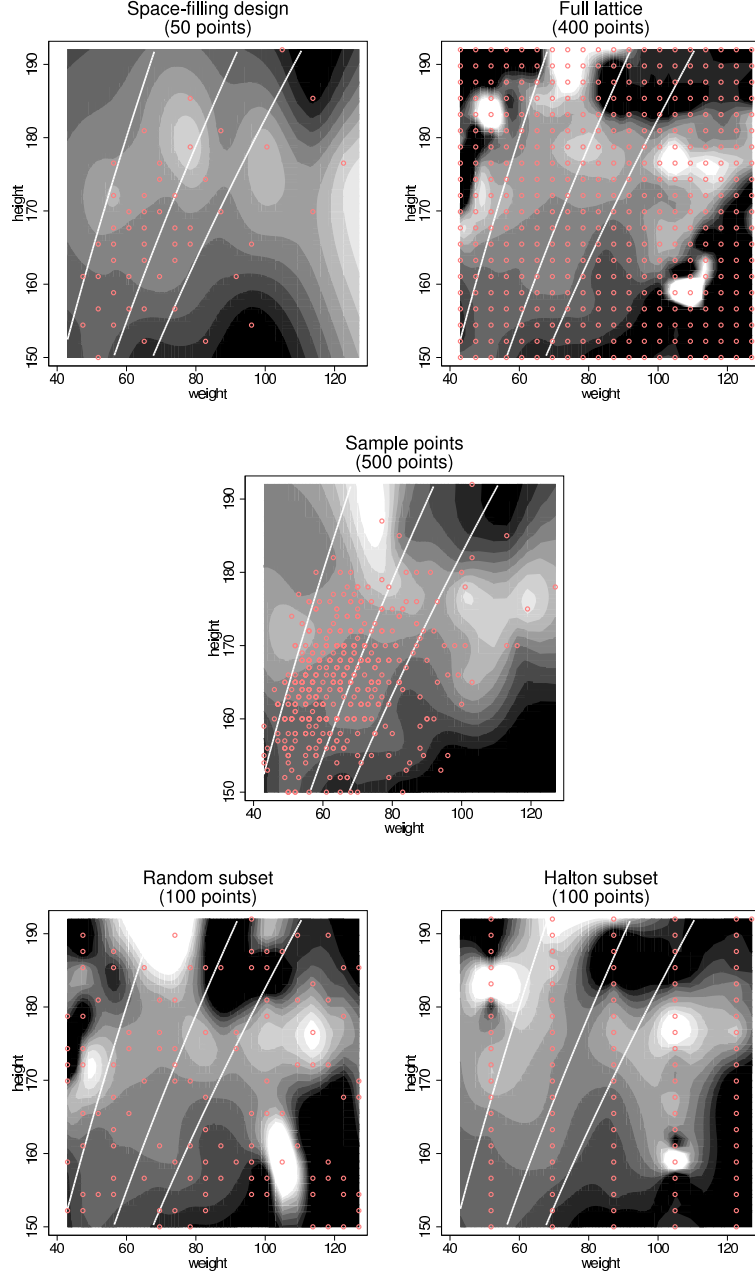 Space-filling design
(50 points)
190
180
170
160
150
height
40 60 80 100 120
weight
Full lattice
(400 points)
190
180
170
160
150
height
40 60 80 100 120
weight
Sample points
(500 points)
190
180
170
160
150
height
40 60 80 100 120
weight
Random subset
(100 points)
190
180
170
160
150
height
40 60 80 100 120
weight
Halton subset
(100 points)
190
180
170
160
150
height
40 60 80 100 120
weight